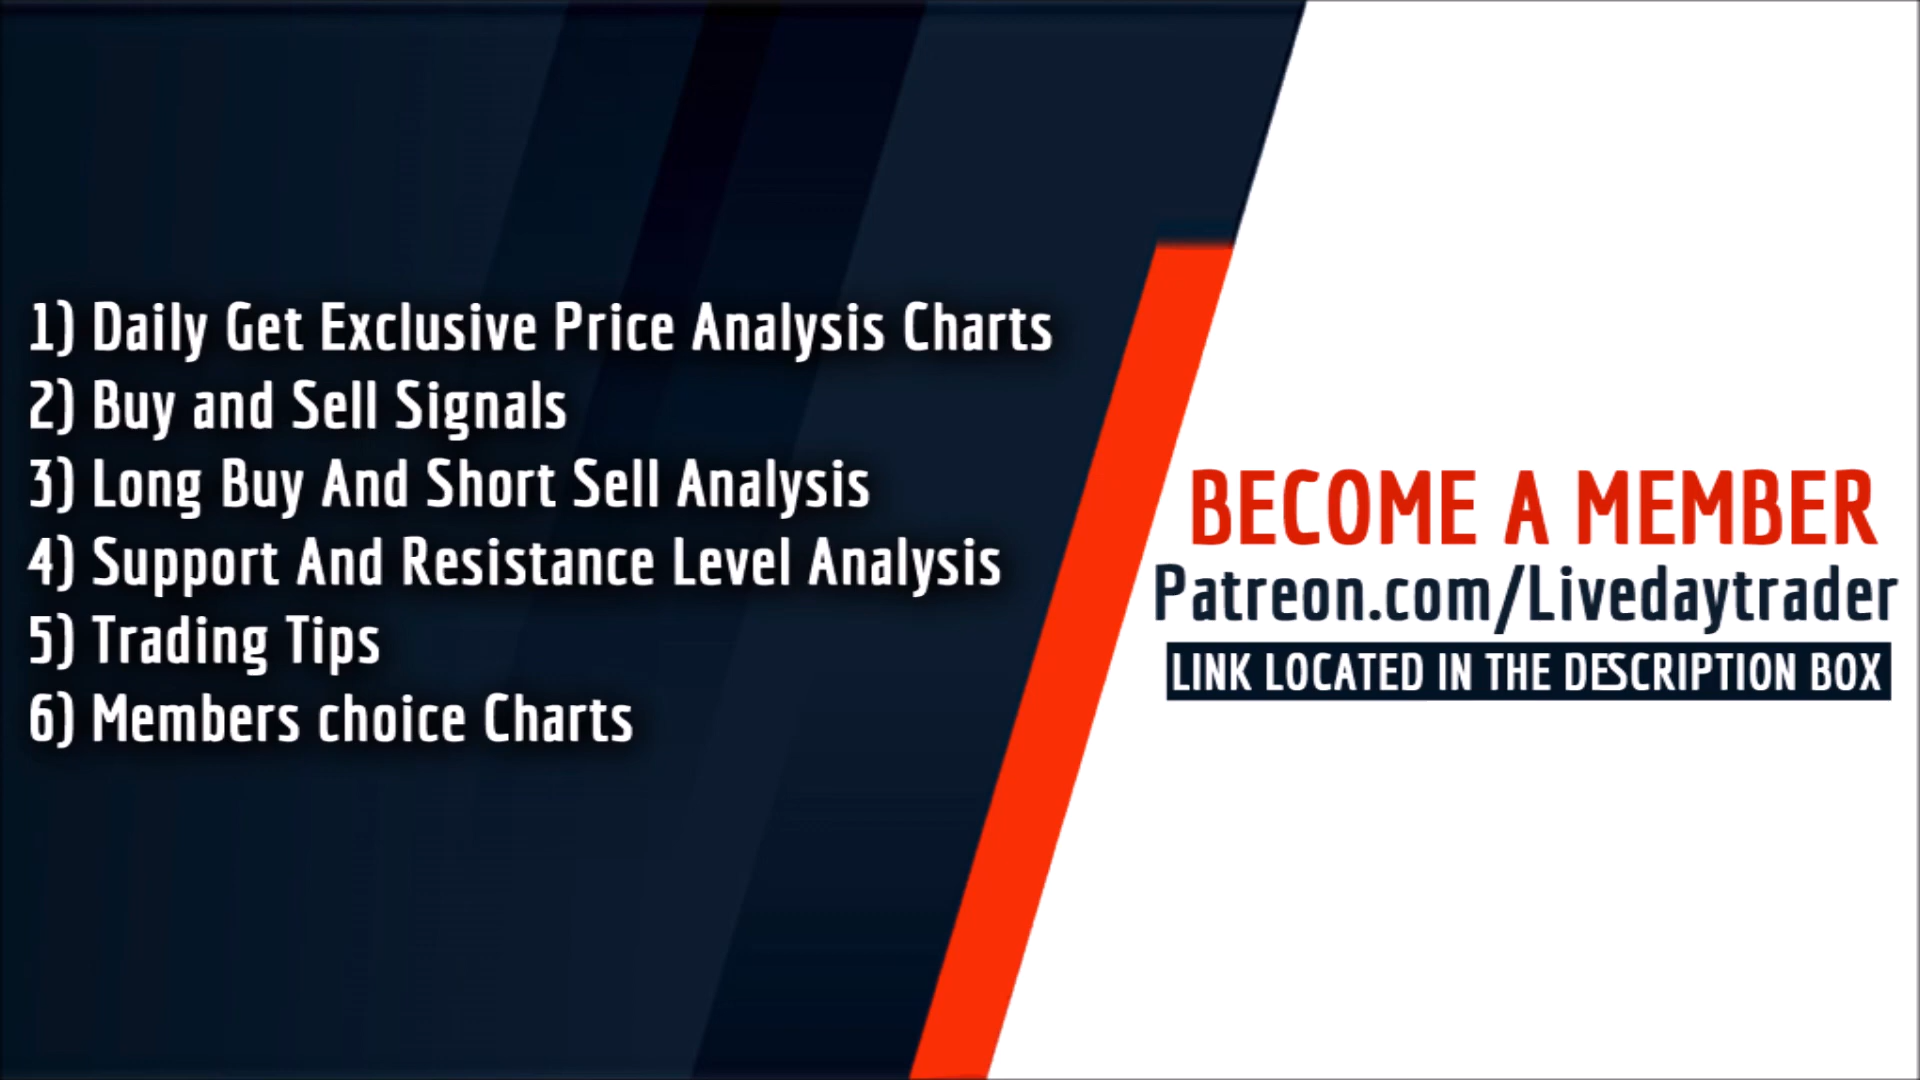 1) Daily Get Exclusive Price Analysis Charts
2) Buy and Sell Signals
3) Long Buy And Short Sell Analysis
4) Support And Resistance Level Analysis
5) Trading Tips
6) Members choice Charts
BECOME A MEMBER
Patreon.com/Livedaytrader
LINK LOCATED IN THE DESCRIPTION BOX